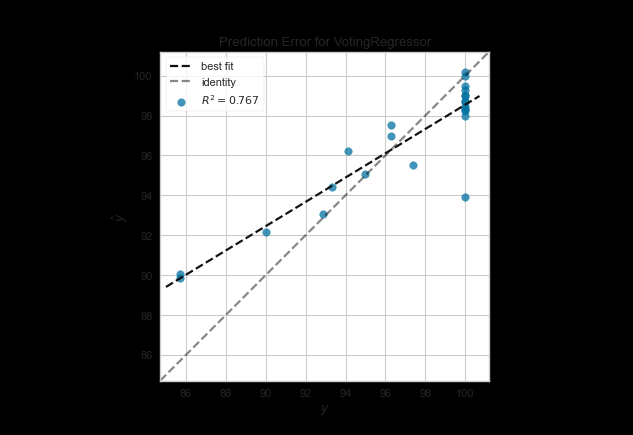 Prediction Error for VotingRegressor
best fit
identity
R² = 0.767
100
98
96
94
92
90
88
86
ŷ
86
88
90
92
94
96
98
100
y